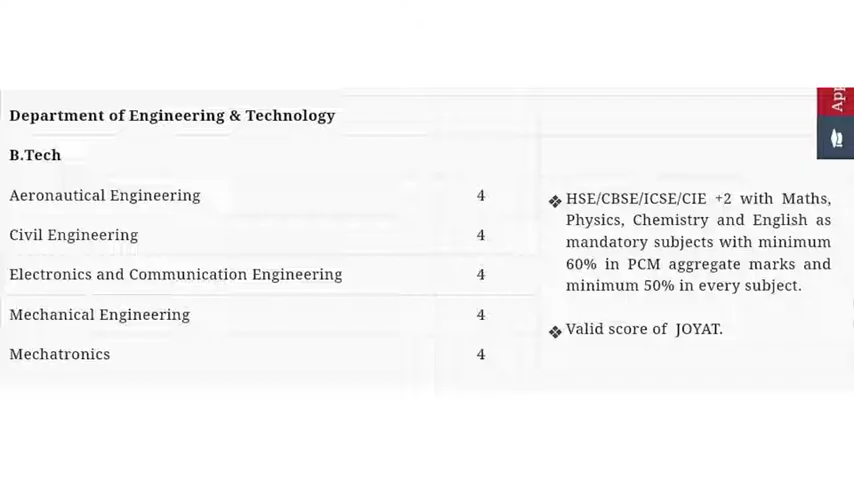 Department of Engineering & Technology
B.Tech
Aeronautical Engineering 4
Civil Engineering 4
Electronics and Communication Engineering 4
Mechanical Engineering 4
Mechatronics 4
❖ HSE/CBSE/ICSE/CIE +2 with Maths,
Physics, Chemistry and English as
mandatory subjects with minimum
60% in PCM aggregate marks and
minimum 50% in every subject.
❖ Valid score of JOYAT.